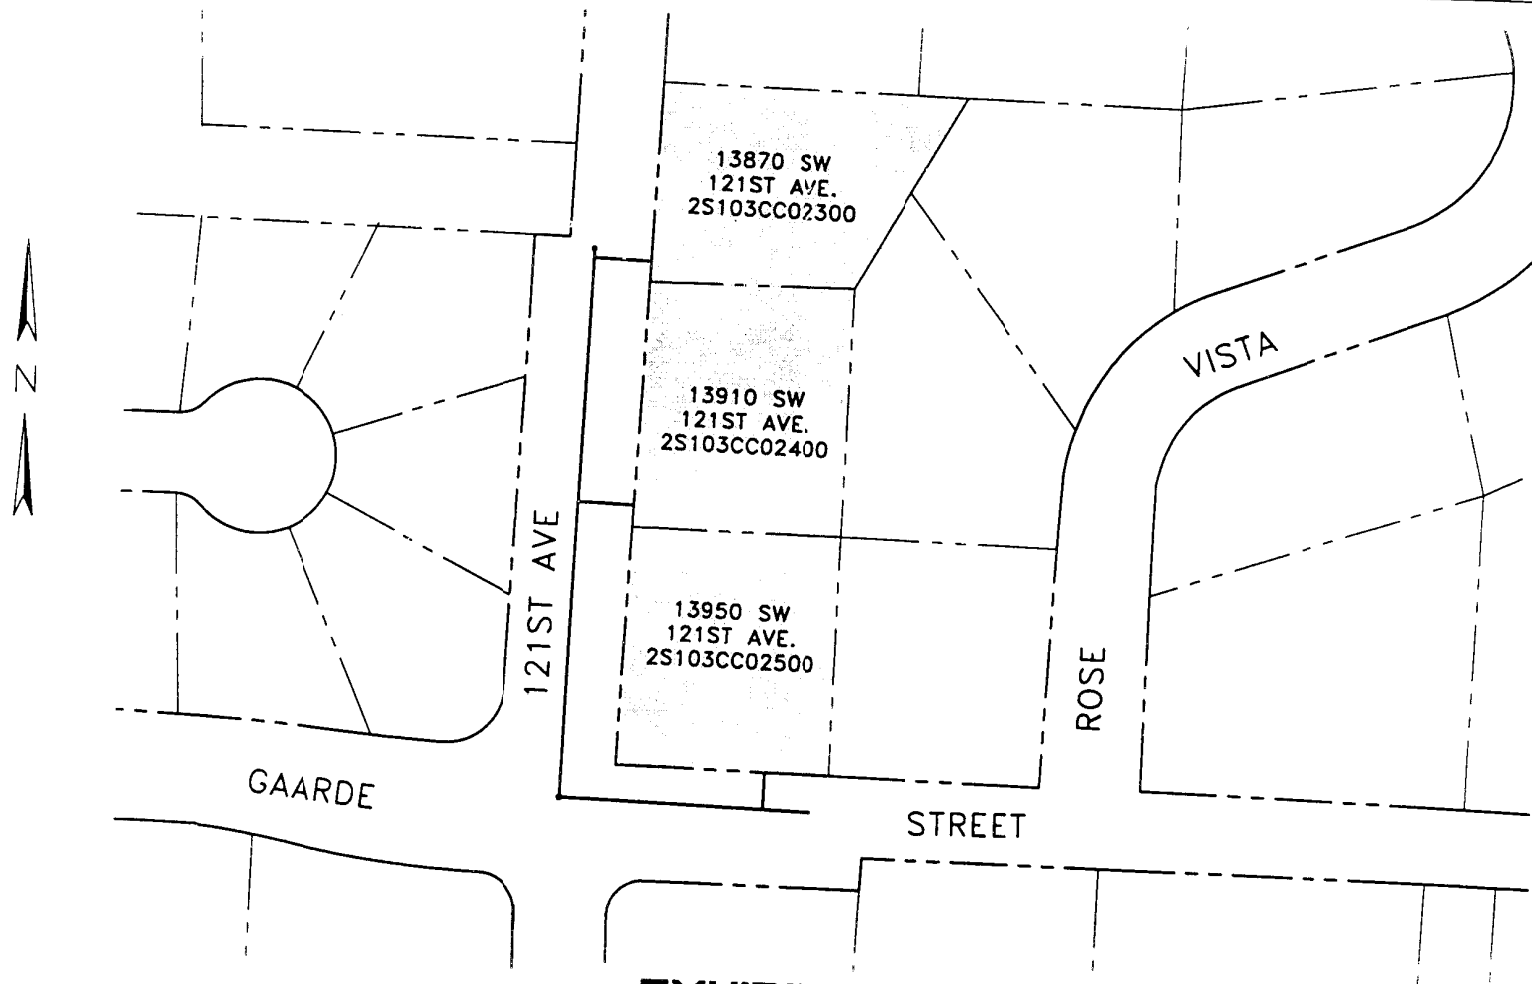 13870 SW
121ST AVE.
2S103CC02300
N
VISTA
13910 SW
121ST AVE.
2S103CC02400
121ST AVE
13950 SW
121ST AVE.
2S103CC02500
ROSE
GAARDE
STREET